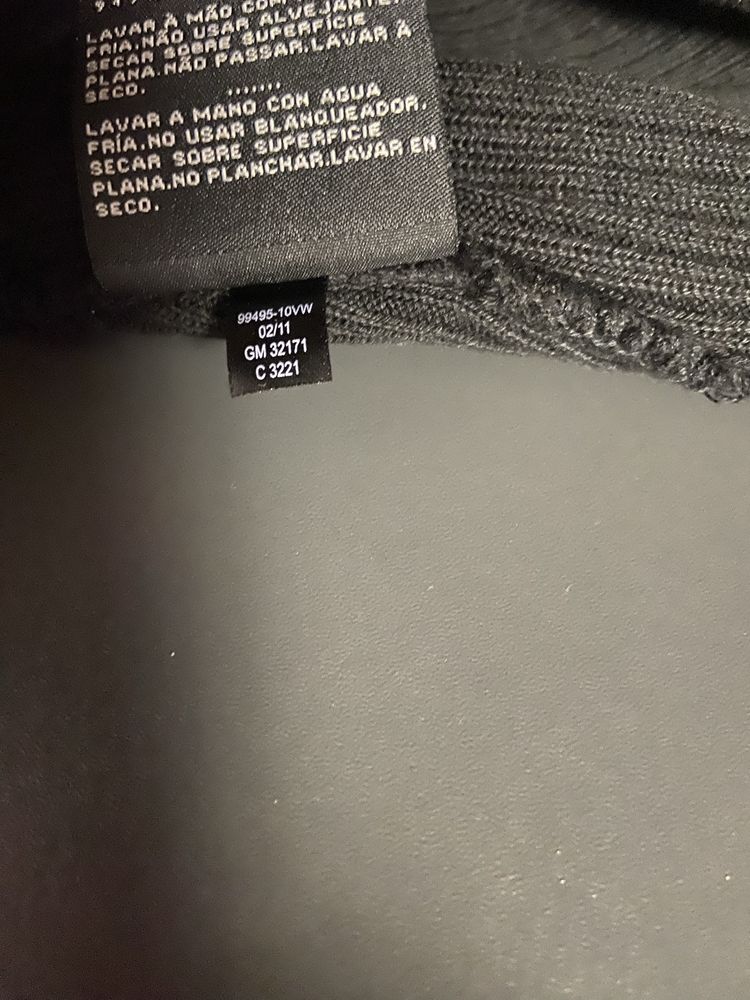 LAVAR À MÃO COM
FRIA.NÃO USAR ALVEJANTE.
SECAR SOBRE SUPERFÍCIE
PLANA.NÃO PASSAR.LAVAR À
SECO.
.......
LAVAR A MANO CON AGUA
FRÍA.NO USAR BLANQUEADOR.
SECAR SOBRE SUPERFICIE
PLANA.NO PLANCHAR.LAVAR EN
SECO.
99495-10VW
02/11
GM 32171
C 3221